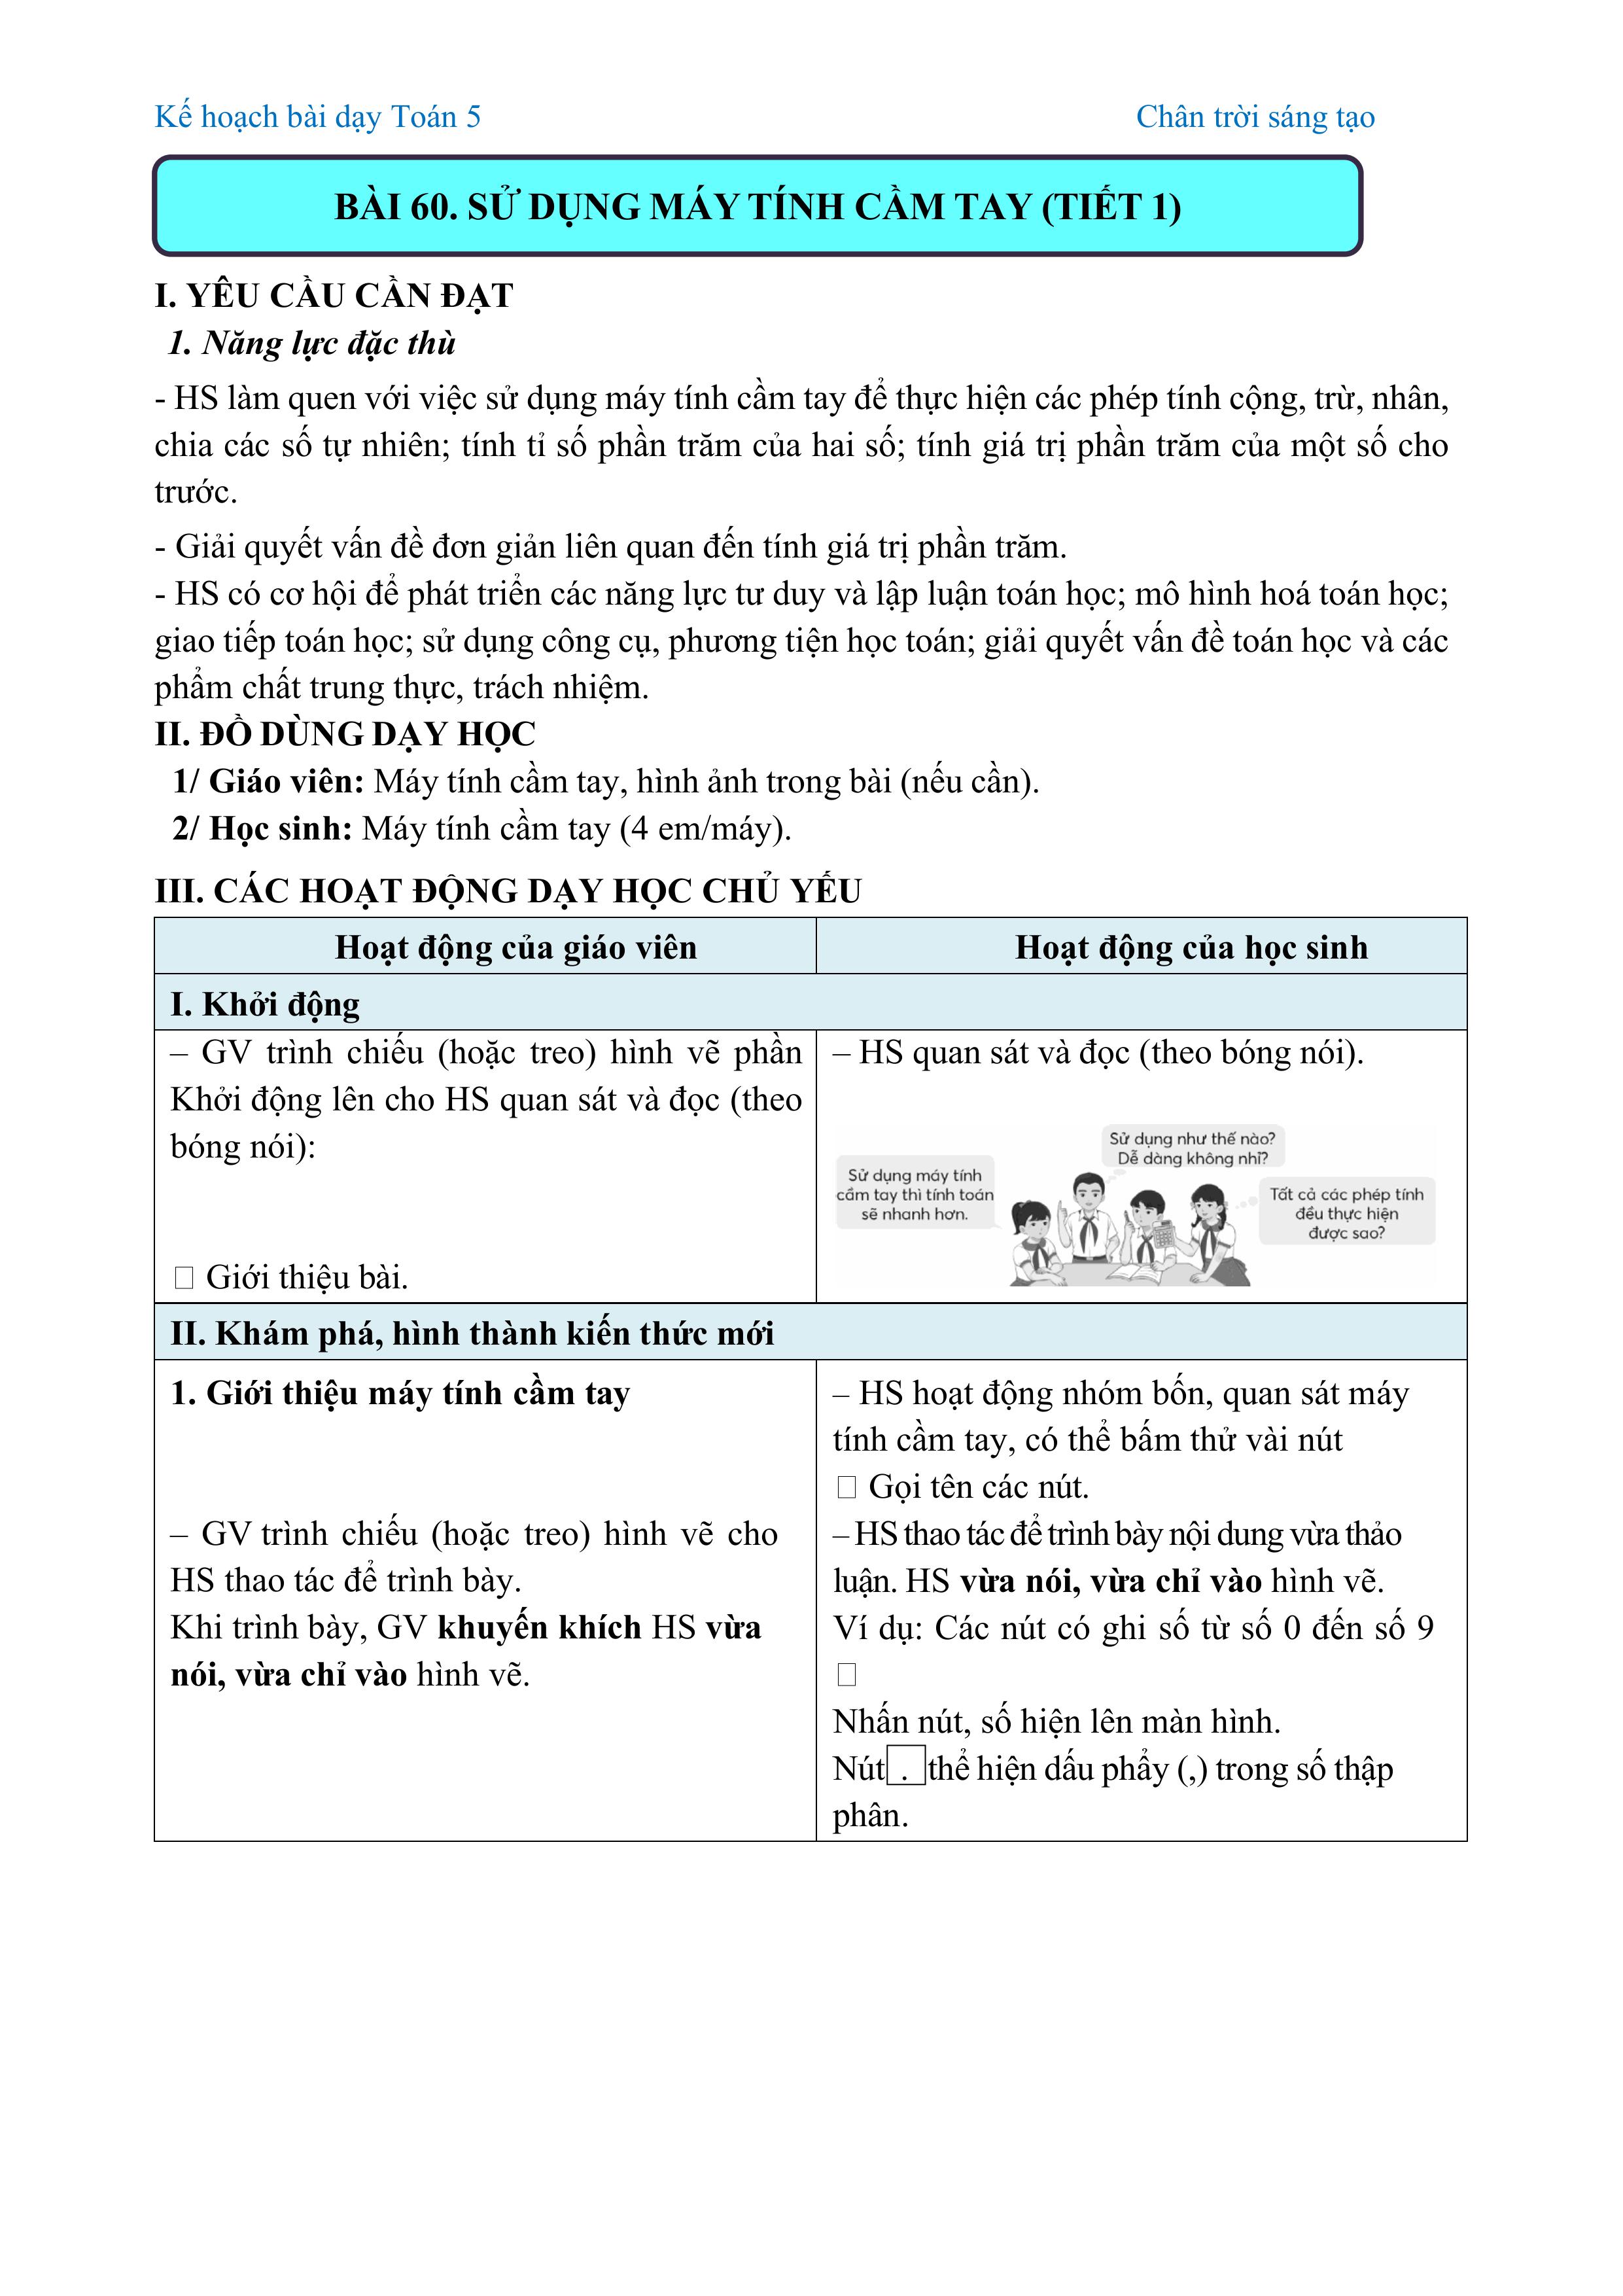 Kế hoạch bài dạy Toán 5 Chân trời sáng tạo
BÀI 60. SỬ DỤNG MÁY TÍNH CẦM TAY (TIẾT 1)
I. YÊU CẦU CẦN ĐẠT
1. Năng lực đặc thù
- HS làm quen với việc sử dụng máy tính cầm tay để thực hiện các phép tính cộng, trừ, nhân,
chia các số tự nhiên; tính tỉ số phần trăm của hai số; tính giá trị phần trăm của một số cho
trước.
- Giải quyết vấn đề đơn giản liên quan đến tính giá trị phần trăm.
- HS có cơ hội để phát triển các năng lực tư duy và lập luận toán học; mô hình hoá toán học;
giao tiếp toán học; sử dụng công cụ, phương tiện học toán; giải quyết vấn đề toán học và các
phẩm chất trung thực, trách nhiệm.
II. ĐỒ DÙNG DẠY HỌC
1/ Giáo viên: Máy tính cầm tay, hình ảnh trong bài (nếu cần).
2/ Học sinh: Máy tính cầm tay (4 em/máy).
III. CÁC HOẠT ĐỘNG DẠY HỌC CHỦ YẾU
Hoạt động của giáo viên
Hoạt động của học sinh
I. Khởi động
– GV trình chiếu (hoặc treo) hình vẽ phần
Khởi động lên cho HS quan sát và đọc (theo
bóng nói):
Giới thiệu bài.
– HS quan sát và đọc (theo bóng nói).
Sử dụng máy tính
cầm tay thì tính toán
sẽ nhanh hơn.
Sử dụng như thế nào?
Dễ dàng không nhỉ?
Tất cả các phép tính
đều thực hiện
được sao?
II. Khám phá, hình thành kiến thức mới
1. Giới thiệu máy tính cầm tay
– GV trình chiếu (hoặc treo) hình vẽ cho
HS thao tác để trình bày.
Khi trình bày, GV khuyến khích HS vừa
nói, vừa chỉ vào hình vẽ.
– HS hoạt động nhóm bốn, quan sát máy
tính cầm tay, có thể bấm thử vài nút
Gọi tên các nút.
– HS thao tác để trình bày nội dung vừa thảo
luận. HS vừa nói, vừa chỉ vào hình vẽ.
Ví dụ: Các nút có ghi số từ số 0 đến số 9
Nhấn nút, số hiện lên màn hình.
Nút . thể hiện dấu phẩy (,) trong số thập
phân.